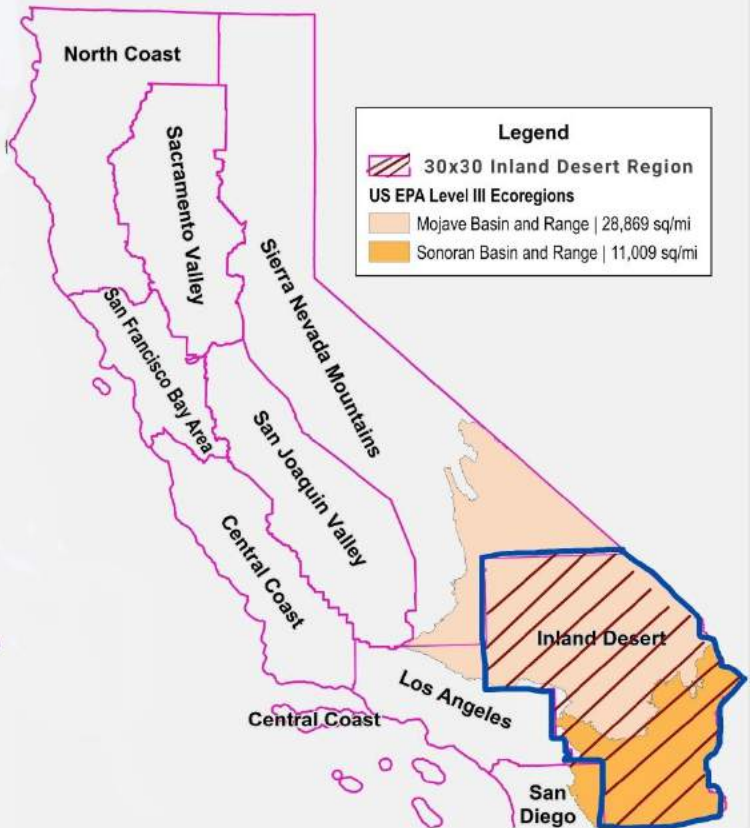 North Coast
Sacramento Valley
Legend
30x30 Inland Desert Region
US EPA Level III Ecoregions
Mojave Basin and Range | 28,869 sq/mi
Sonoran Basin and Range | 11,009 sq/mi
Sierra Nevada Mountains
San Francisco Bay Area
San Joaquin Valley
Central Coast
Inland Desert
Los Angeles
Central Coast
San
Diego